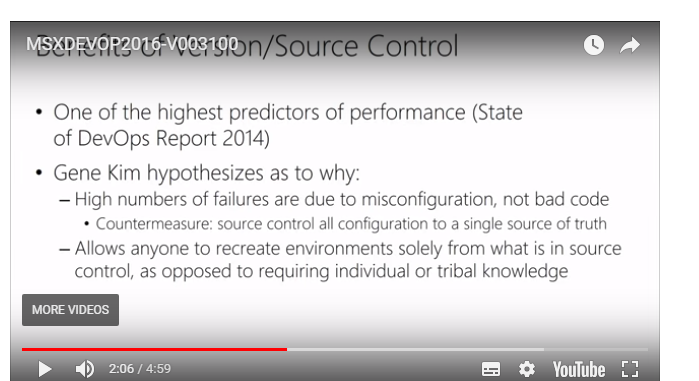 MSXDEVOP2016-V003100
Benefits of Version/Source Control
• One of the highest predictors of performance (State
of DevOps Report 2014)
• Gene Kim hypothesizes as to why:
– High numbers of failures are due to misconfiguration, not bad code
• Countermeasure: source control all configuration to a single source of truth
– Allows anyone to recreate environments solely from what is in source
control, as opposed to requiring individual or tribal knowledge
MORE VIDEOS
2:06 / 4:59
YouTube